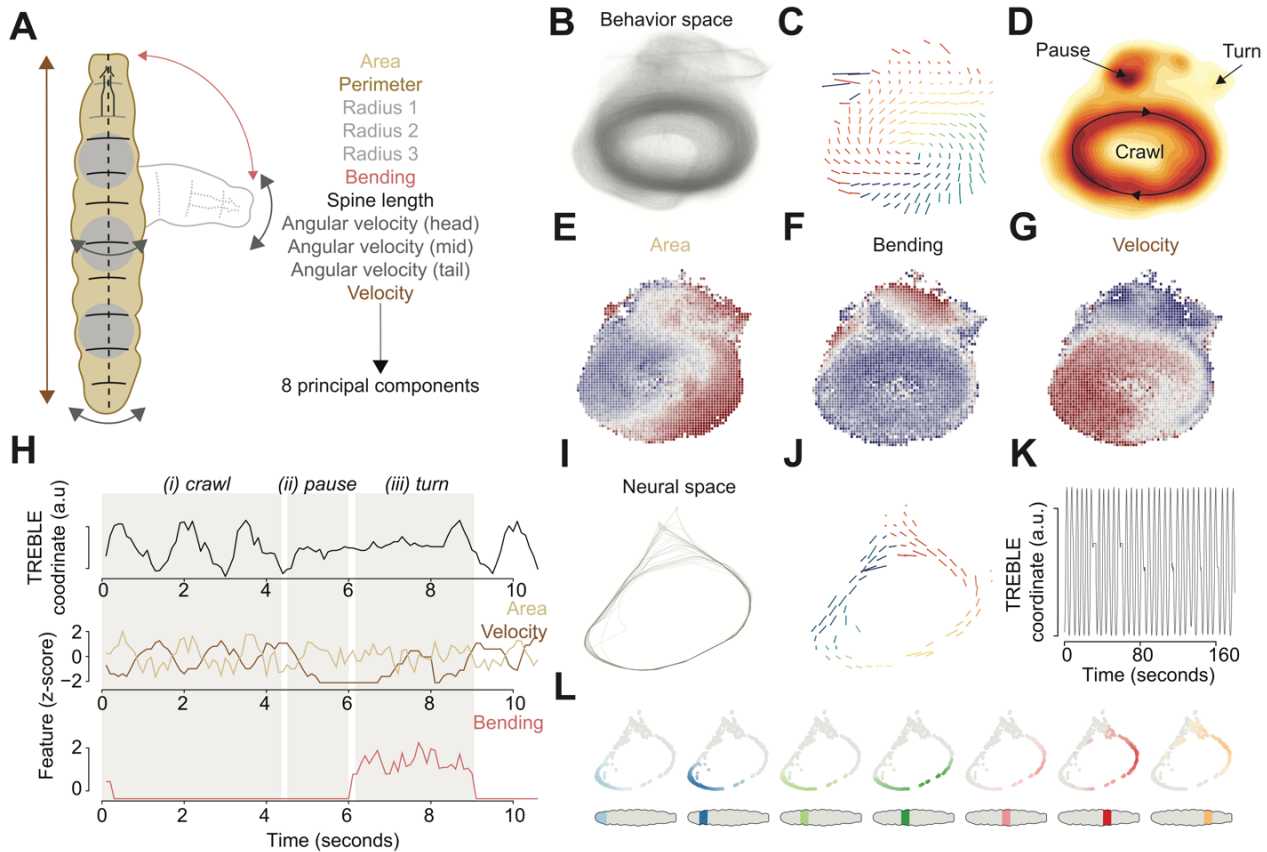 A
Area
Perimeter
Radius 1
Radius 2
Radius 3
Bending
Spine length
Angular velocity (head)
Angular velocity (mid)
Angular velocity (tail)
Velocity
8 principal components
B
Behavior space
C
D
Pause
Turn
Crawl
E
Area
F
Bending
G
Velocity
H
(i) crawl
(ii) pause
(iii) turn
TREBLE
coodrinate (a.u)
0 2 4 6 8 10
Area
Velocity
2
0
−2
0 2 4 6 8 10
Feature (z-score)
Bending
2
0
0 2 4 6 8 10
Time (seconds)
I
Neural space
J
K
TREBLE
coordinate (a.u.)
0 80 160
Time (seconds)
L